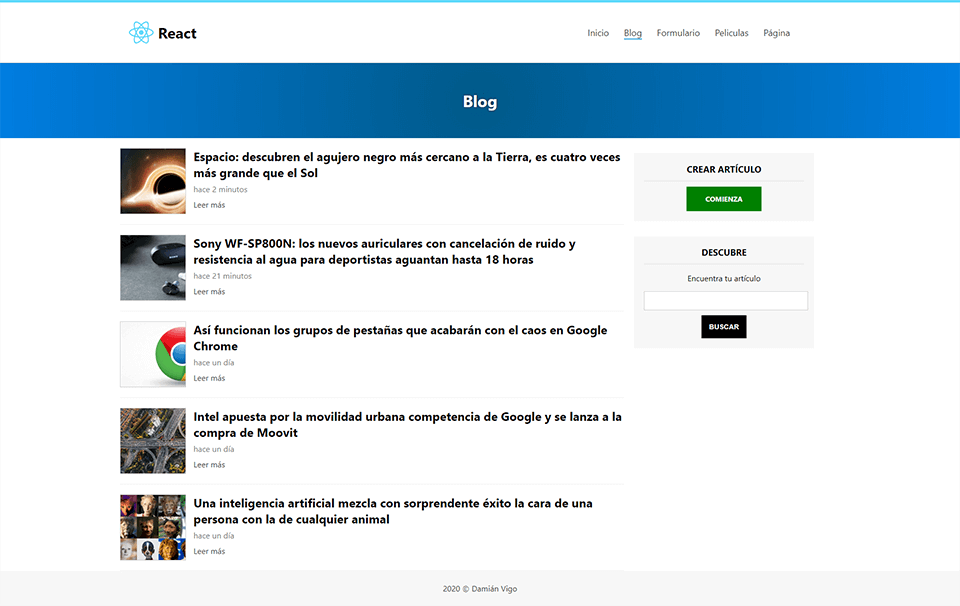 React
Inicio
Blog
Formulario
Peliculas
Página
Blog
Espacio: descubren el agujero negro más cercano a la Tierra, es cuatro veces
más grande que el Sol
hace 2 minutos
Leer más
Sony WF-SP800N: los nuevos auriculares con cancelación de ruido y
resistencia al agua para deportistas aguantan hasta 18 horas
hace 21 minutos
Leer más
Así funcionan los grupos de pestañas que acabarán con el caos en Google
Chrome
hace un día
Leer más
Intel apuesta por la movilidad urbana competencia de Google y se lanza a la
compra de Moovit
hace un día
Leer más
Una inteligencia artificial mezcla con sorprendente éxito la cara de una
persona con la de cualquier animal
hace un día
Leer más
CREAR ARTÍCULO
COMIENZA
DESCUBRE
Encuentra tu artículo
BUSCAR
2020 © Damián Vigo